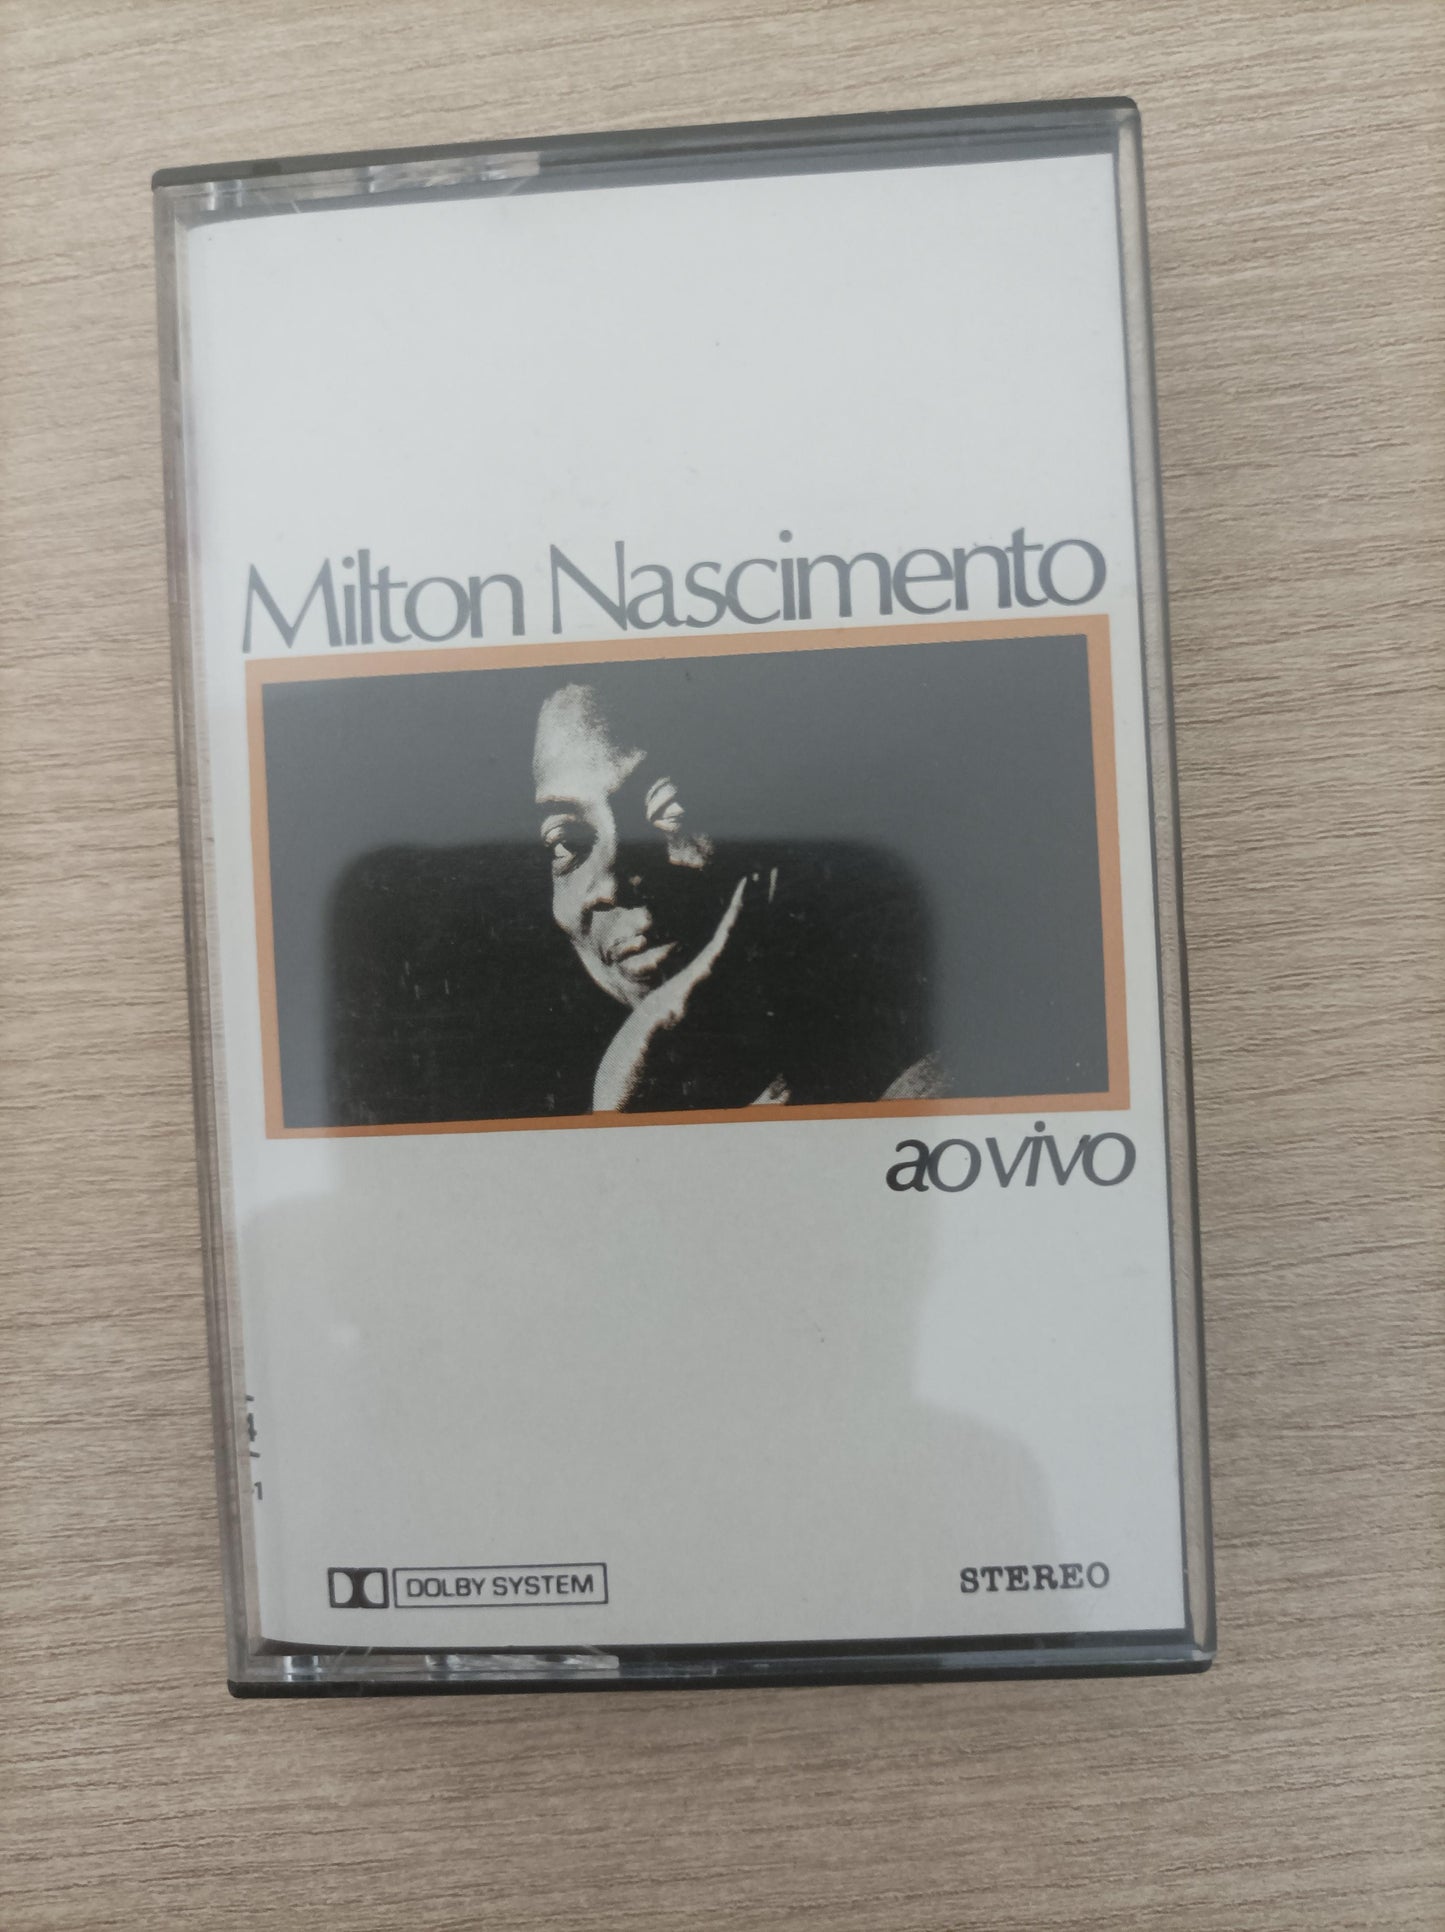 Milton Nascimento
ao vivo
DOLBY SYSTEM
STEREO